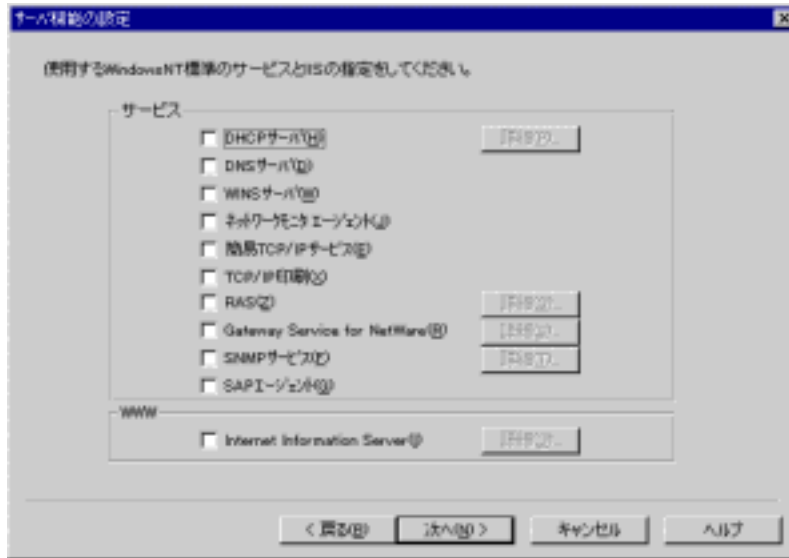 サーバ機能の設定
使用するWindowsNT標準のサービスとIISの指定をしてください。
サービス
DHCPサーバ(H)
DNSサーバ(D)
WINSサーバ(W)
ネットワークモニタ エージェント(J)
簡易TCP/IPサービス(E)
TCP/IP印刷(X)
RAS(Z)
Gateway Service for NetWare(R)
SNMPサービス
SAPエージェント
WWW
Internet Information Server(I)
< 戻る(B)
次へ(N) >
キャンセル
ヘルプ